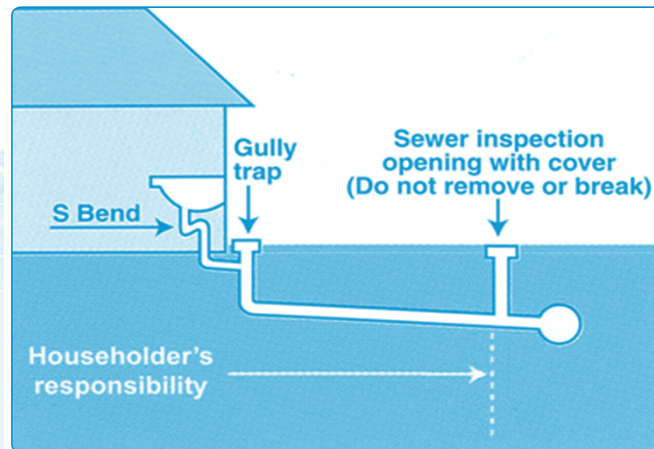 Gully
trap
Sewer inspection
opening with cover
(Do not remove or break)
S Bend
Householder's
responsibility